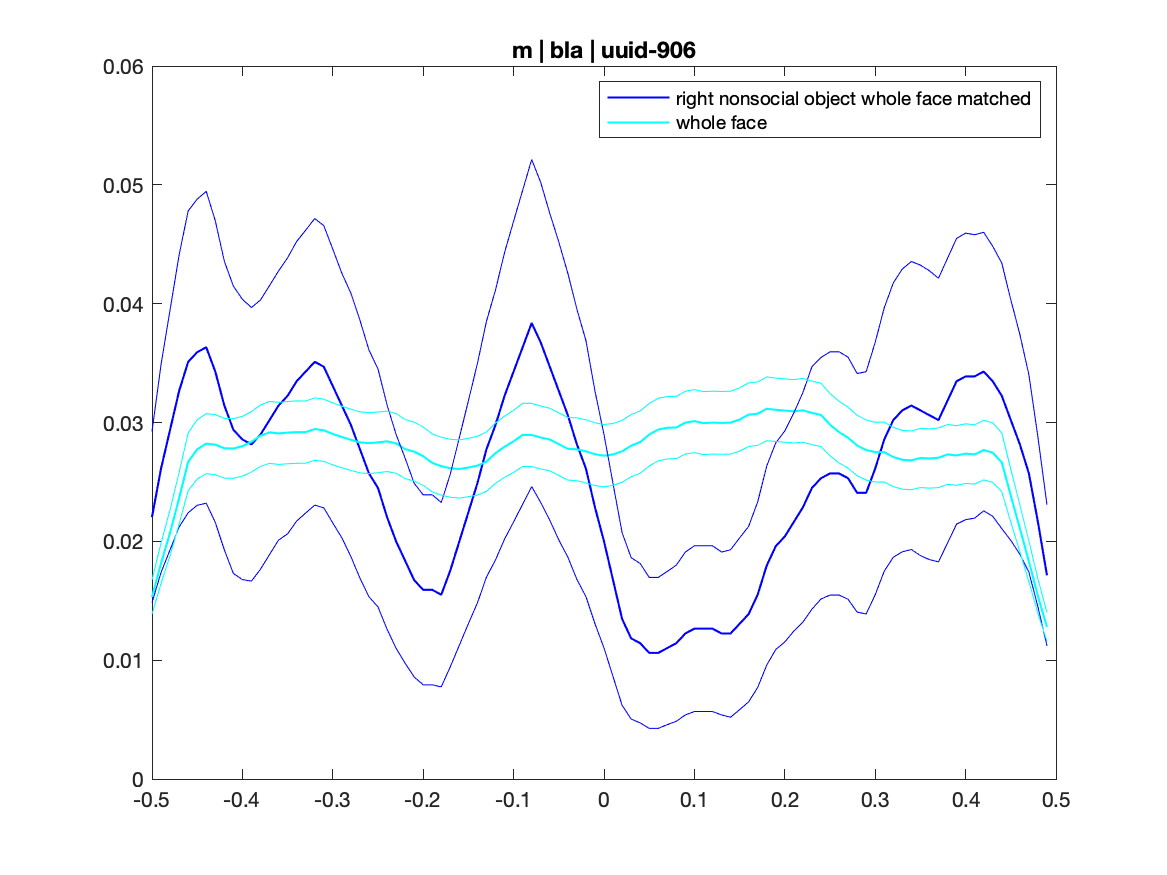 m | bla | uuid-906
right nonsocial object whole face matched
whole face
0.06
0.05
0.04
0.03
0.02
0.01
0
-0.5 -0.4 -0.3 -0.2 -0.1 0 0.1 0.2 0.3 0.4 0.5